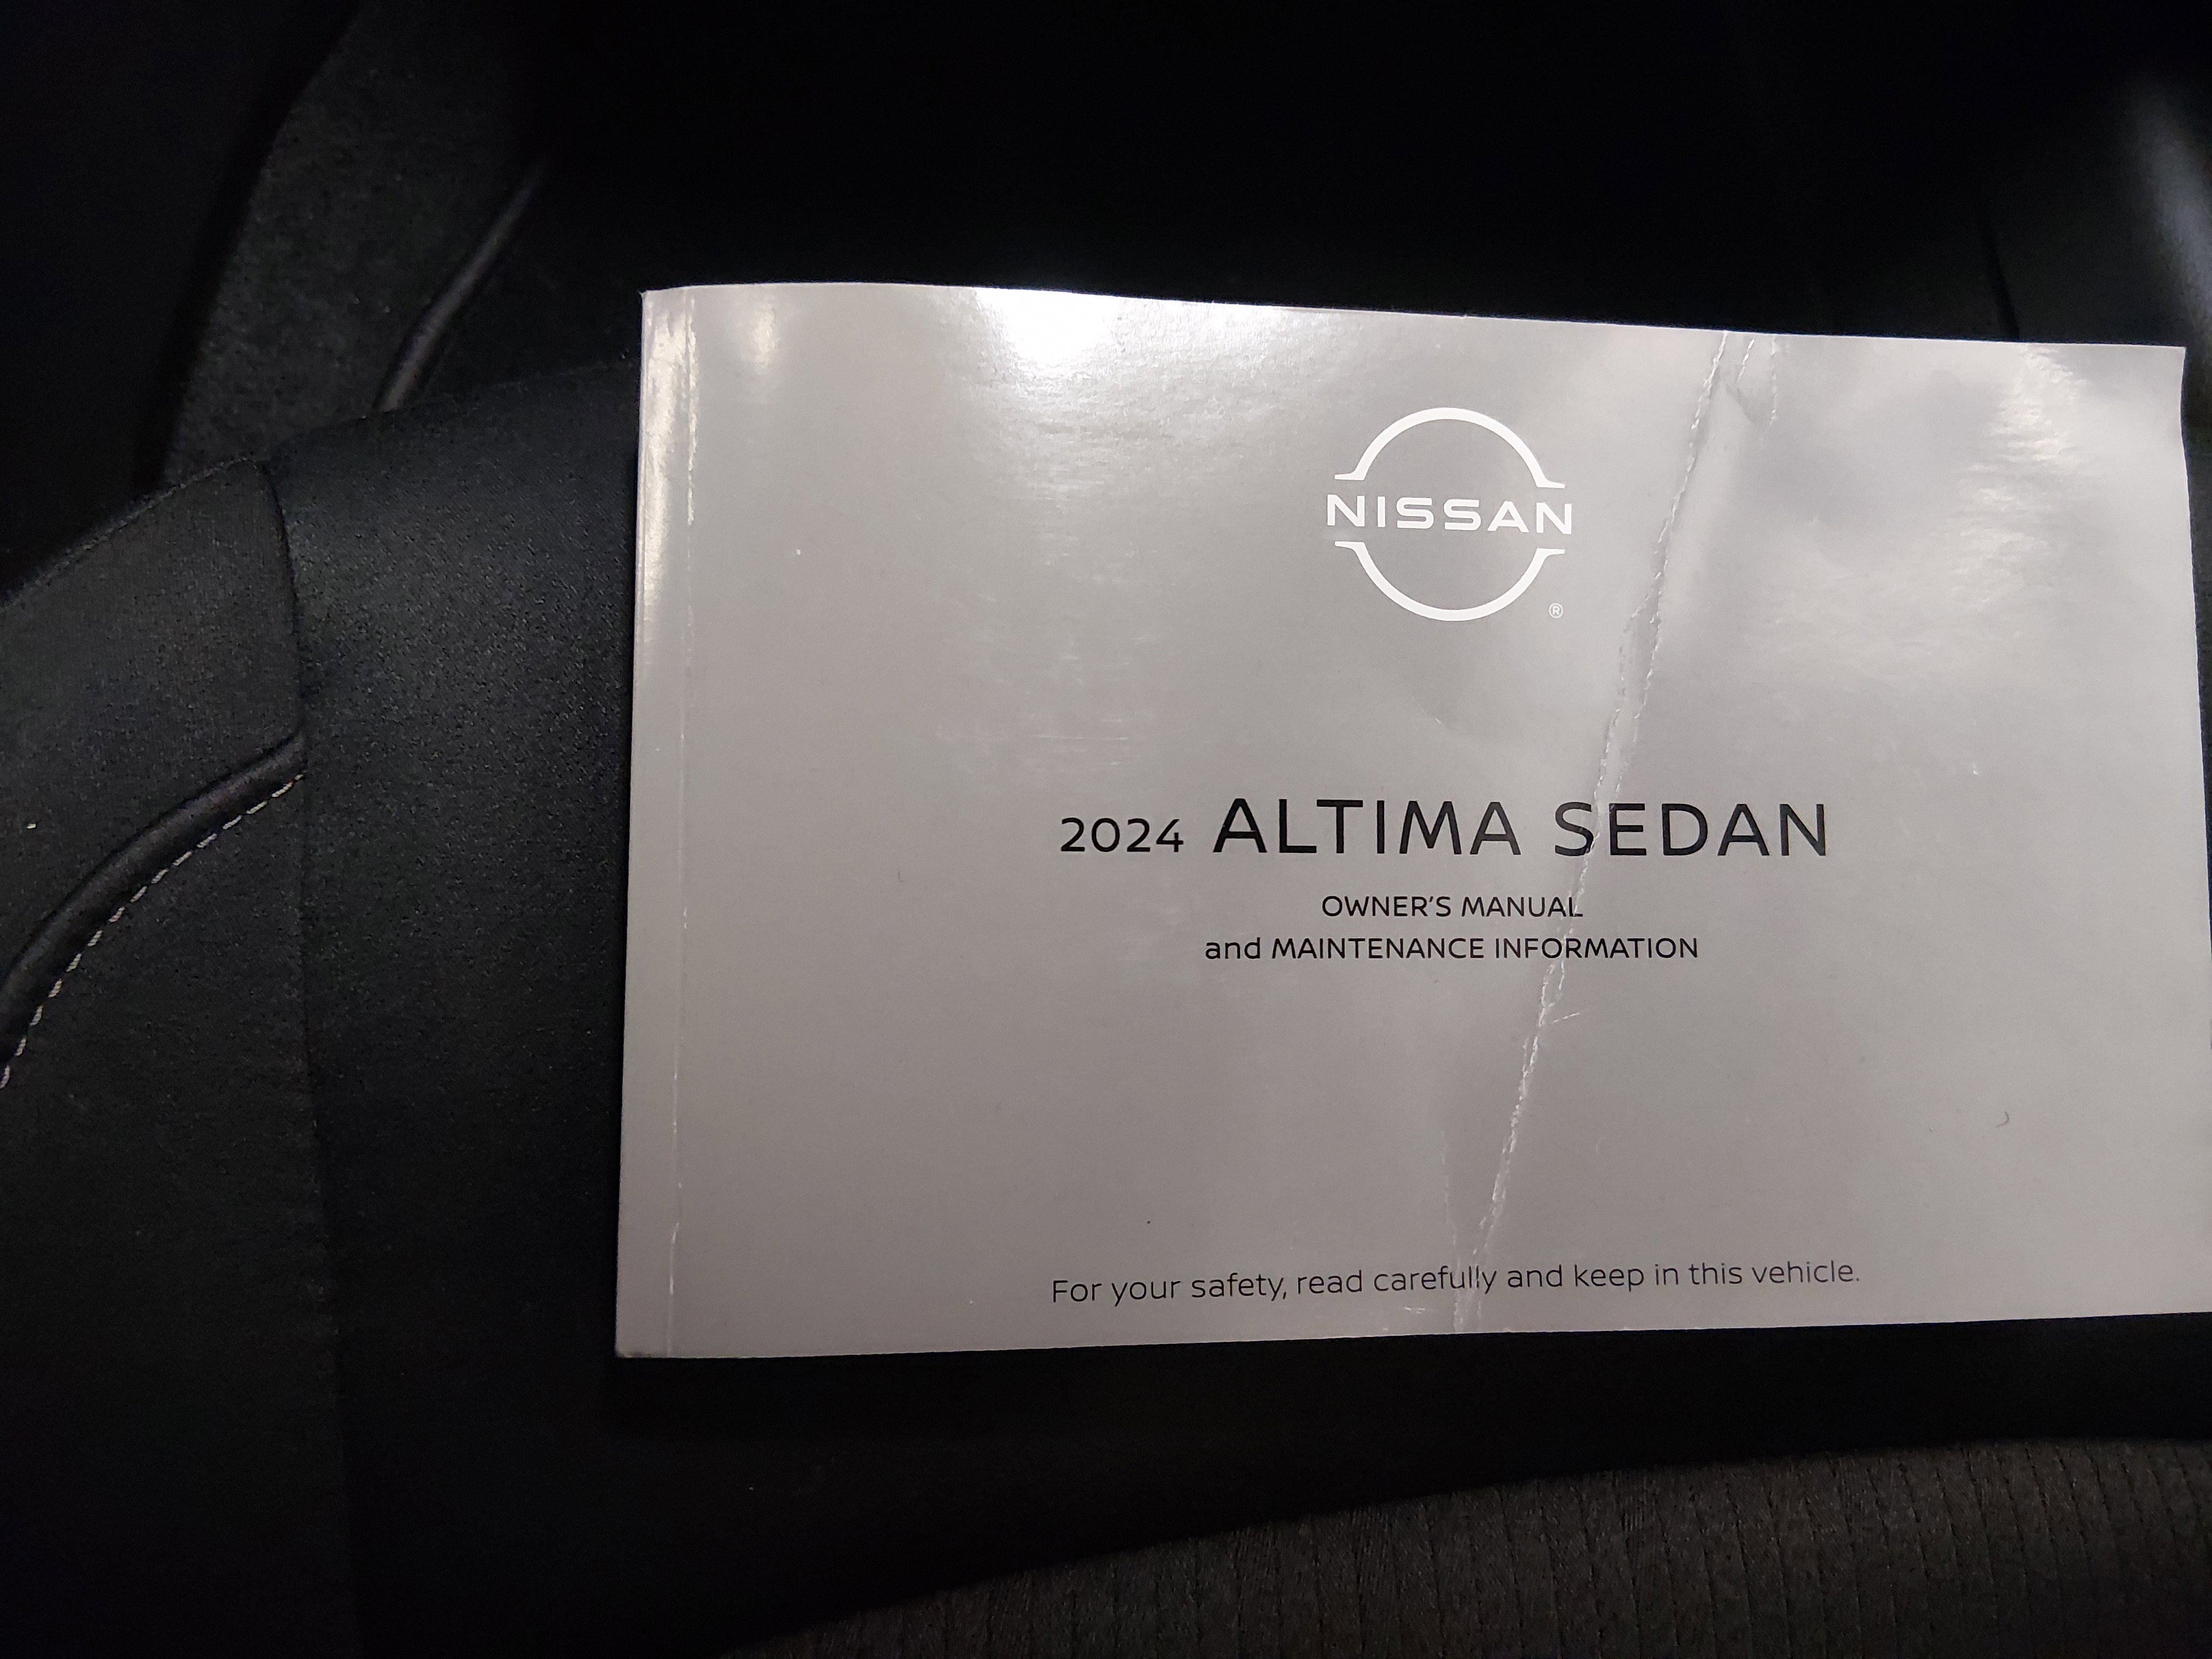 NISSAN
®
2024 ALTIMA SEDAN
OWNER'S MANUAL
and MAINTENANCE INFORMATION
For your safety, read carefully and keep in this vehicle.